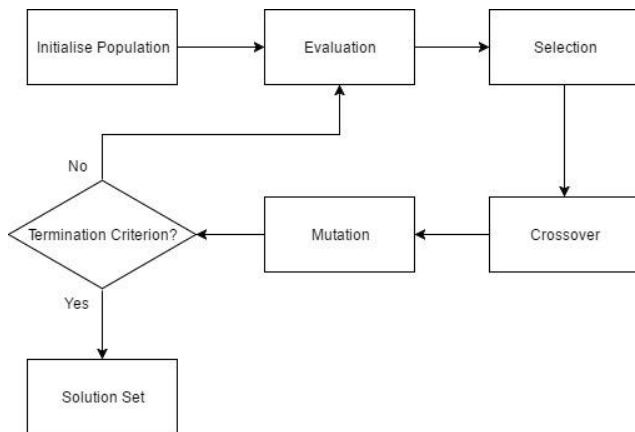 Initialise Population
Evaluation
Selection
No
Termination Criterion?
Mutation
Crossover
Yes
Solution Set